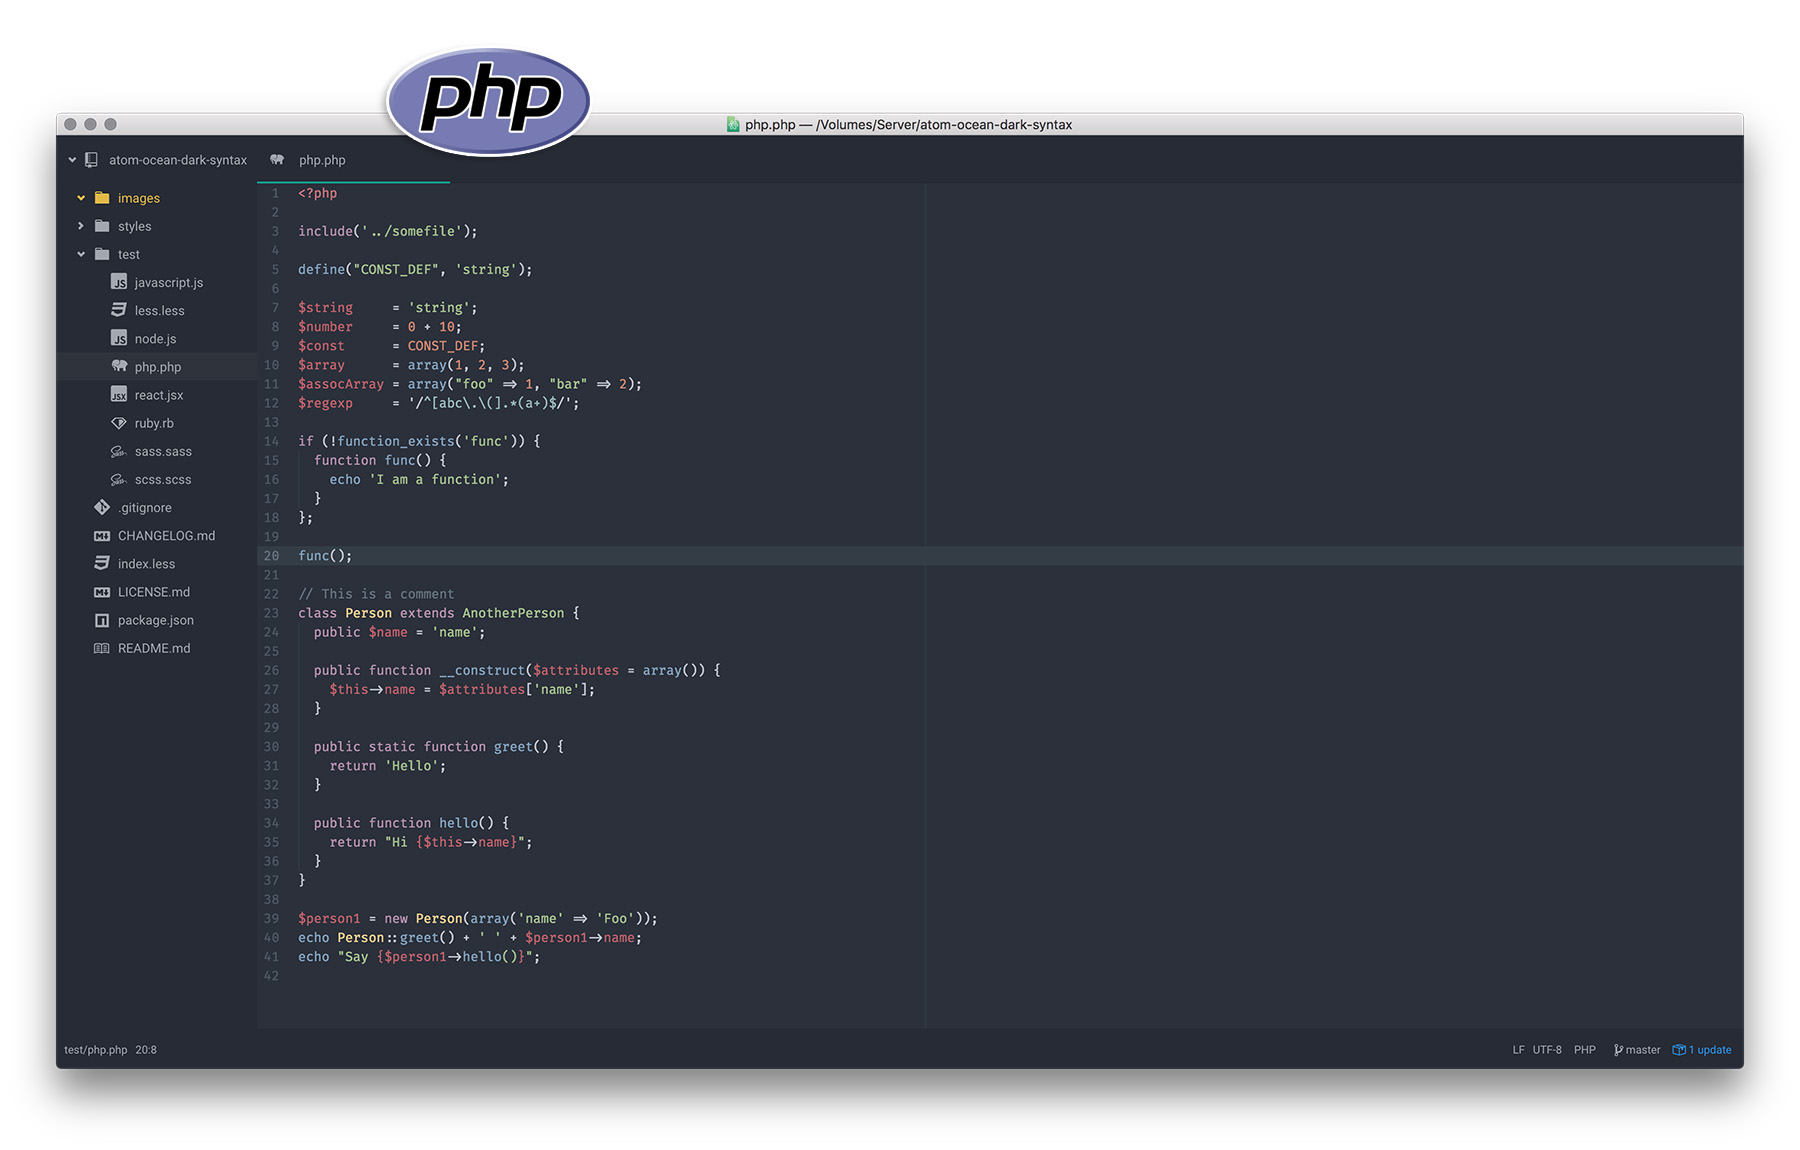 php
php.php — /Volumes/Server/atom-ocean-dark-syntax
atom-ocean-dark-syntax
php.php
images
styles
test
javascript.js
less.less
node.js
php.php
react.jsx
ruby.rb
sass.sass
scss.scss
.gitignore
CHANGELOG.md
index.less
LICENSE.md
package.json
README.md
1 <?php
2
3 include('../somefile');
4
5 define("CONST_DEF", 'string');
6
7 $string     = 'string';
8 $number     = 0 + 10;
9 $const      = CONST_DEF;
10 $array      = array(1, 2, 3);
11 $assocArray = array("foo" => 1, "bar" => 2);
12 $regexp     = '/^[abc\.\(].*(a+)$/';
13
14 if (!function_exists('func')) {
15   function func() {
16     echo 'I am a function';
17   }
18 };
19
20 func();
21
22 // This is a comment
23 class Person extends AnotherPerson {
24   public $name = 'name';
25
26   public function __construct($attributes = array()) {
27     $this->name = $attributes['name'];
28   }
29
30   public static function greet() {
31     return 'Hello';
32   }
33
34   public function hello() {
35     return "Hi {$this->name}";
36   }
37 }
38
39 $person1 = new Person(array('name' => 'Foo'));
40 echo Person::greet() + ' ' + $person1->name;
41 echo "Say {$person1->hello()}";
42
test/php.php 20:8
LF UTF-8 PHP master 1 update